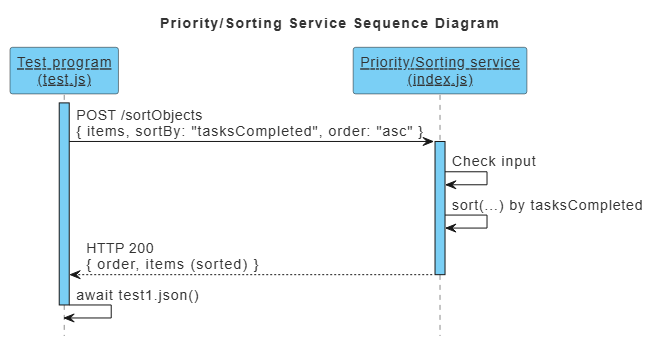 Priority/Sorting Service Sequence Diagram
Test program
(test.js)
Priority/Sorting service
(index.js)
POST /sortObjects
{ items, sortBy: "tasksCompleted", order: "asc" }
Check input
sort(...) by tasksCompleted
HTTP 200
{ order, items (sorted) }
await test1.json()